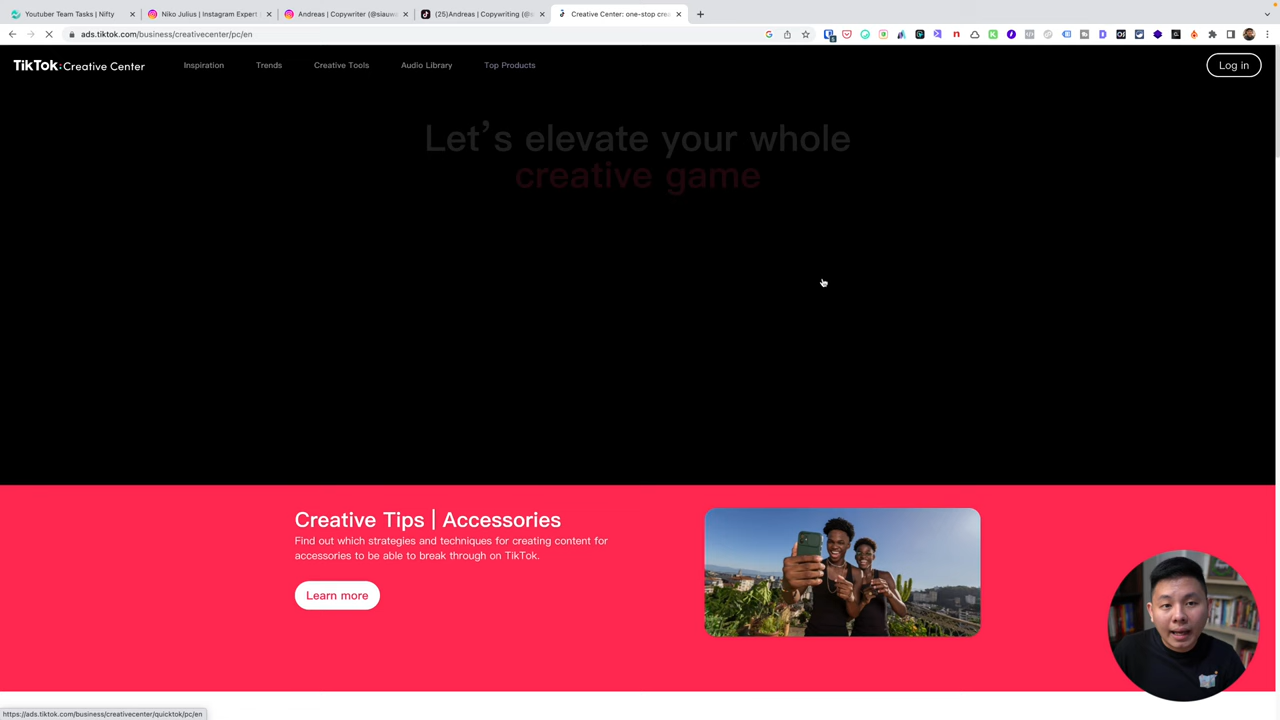 Youtuber Team Tasks | Nifty
Niko Julius | Instagram Expert
Andreas | Copywriter (@siauw
(25)Andreas | Copywriting (@s
Creative Center: one-stop crea
ads.tiktok.com/business/creativecenter/pc/en
TikTok: Creative Center
Inspiration
Trends
Creative Tools
Audio Library
Top Products
Log in
Let's elevate your whole
creative game
Creative Tips | Accessories
Find out which strategies and techniques for creating content for
accessories to be able to break through on TikTok.
Learn more
https://ads.tiktok.com/business/creativecenter/quicktok/pc/en